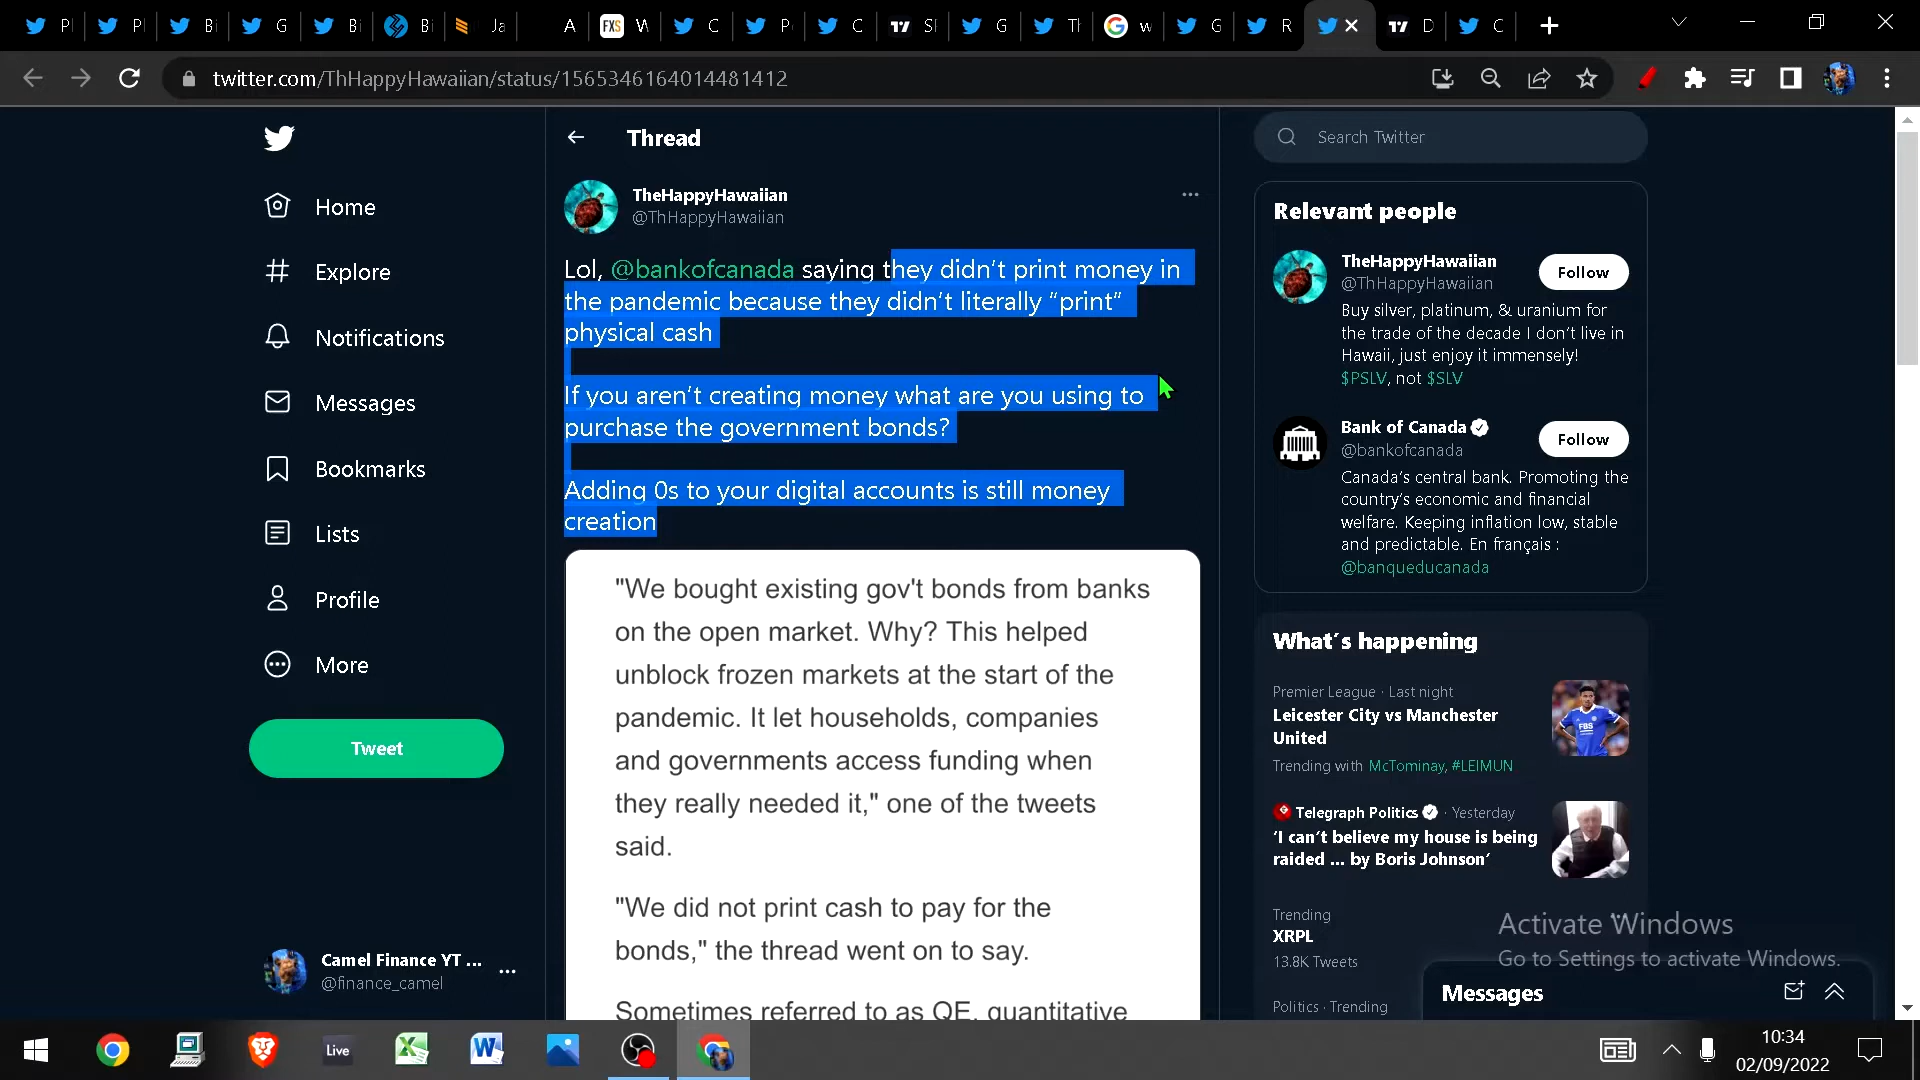 Pl
Pl
Bi
G
Bi
Bi
Ja
A
FXS W
C
P
C
Sl
G
Tl
w
G
R
D
C
twitter.com/ThHappyHawaiian/status/1565346164014481412
Thread
Search Twitter
Home
Explore
Notifications
Messages
Bookmarks
Lists
Profile
More
Tweet
Camel Finance YT ...
@finance_camel
TheHappyHawaiian
@ThHappyHawaiian
Lol, @bankofcanada saying they didn't print money in
the pandemic because they didn't literally “print”
physical cash
If you aren't creating money what are you using to
purchase the government bonds?
Adding 0s to your digital accounts is still money
creation
"We bought existing gov't bonds from banks
on the open market. Why? This helped
unblock frozen markets at the start of the
pandemic. It let households, companies
and governments access funding when
they really needed it," one of the tweets
said.
"We did not print cash to pay for the
bonds," the thread went on to say.
Sometimes referred to as QE, quantitative
Relevant people
TheHappyHawaiian
@ThHappyHawaiian
Follow
Buy silver, platinum, & uranium for
the trade of the decade I don't live in
Hawaii, just enjoy it immensely!
$PSLV, not $SLV
Bank of Canada
@bankofcanada
Follow
Canada's central bank. Promoting the
country's economic and financial
welfare. Keeping inflation low, stable
and predictable. En français :
@banqueducanada
What's happening
Premier League · Last night
Leicester City vs Manchester
United
Trending with McTominay, #LEIMUN
Telegraph Politics · Yesterday
‘I can't believe my house is being
raided ... by Boris Johnson’
Trending
XRPL
13.8K Tweets
Politics · Trending
Activate Windows
Go to Settings to activate Windows.
Messages
Live
10:34
02/09/2022